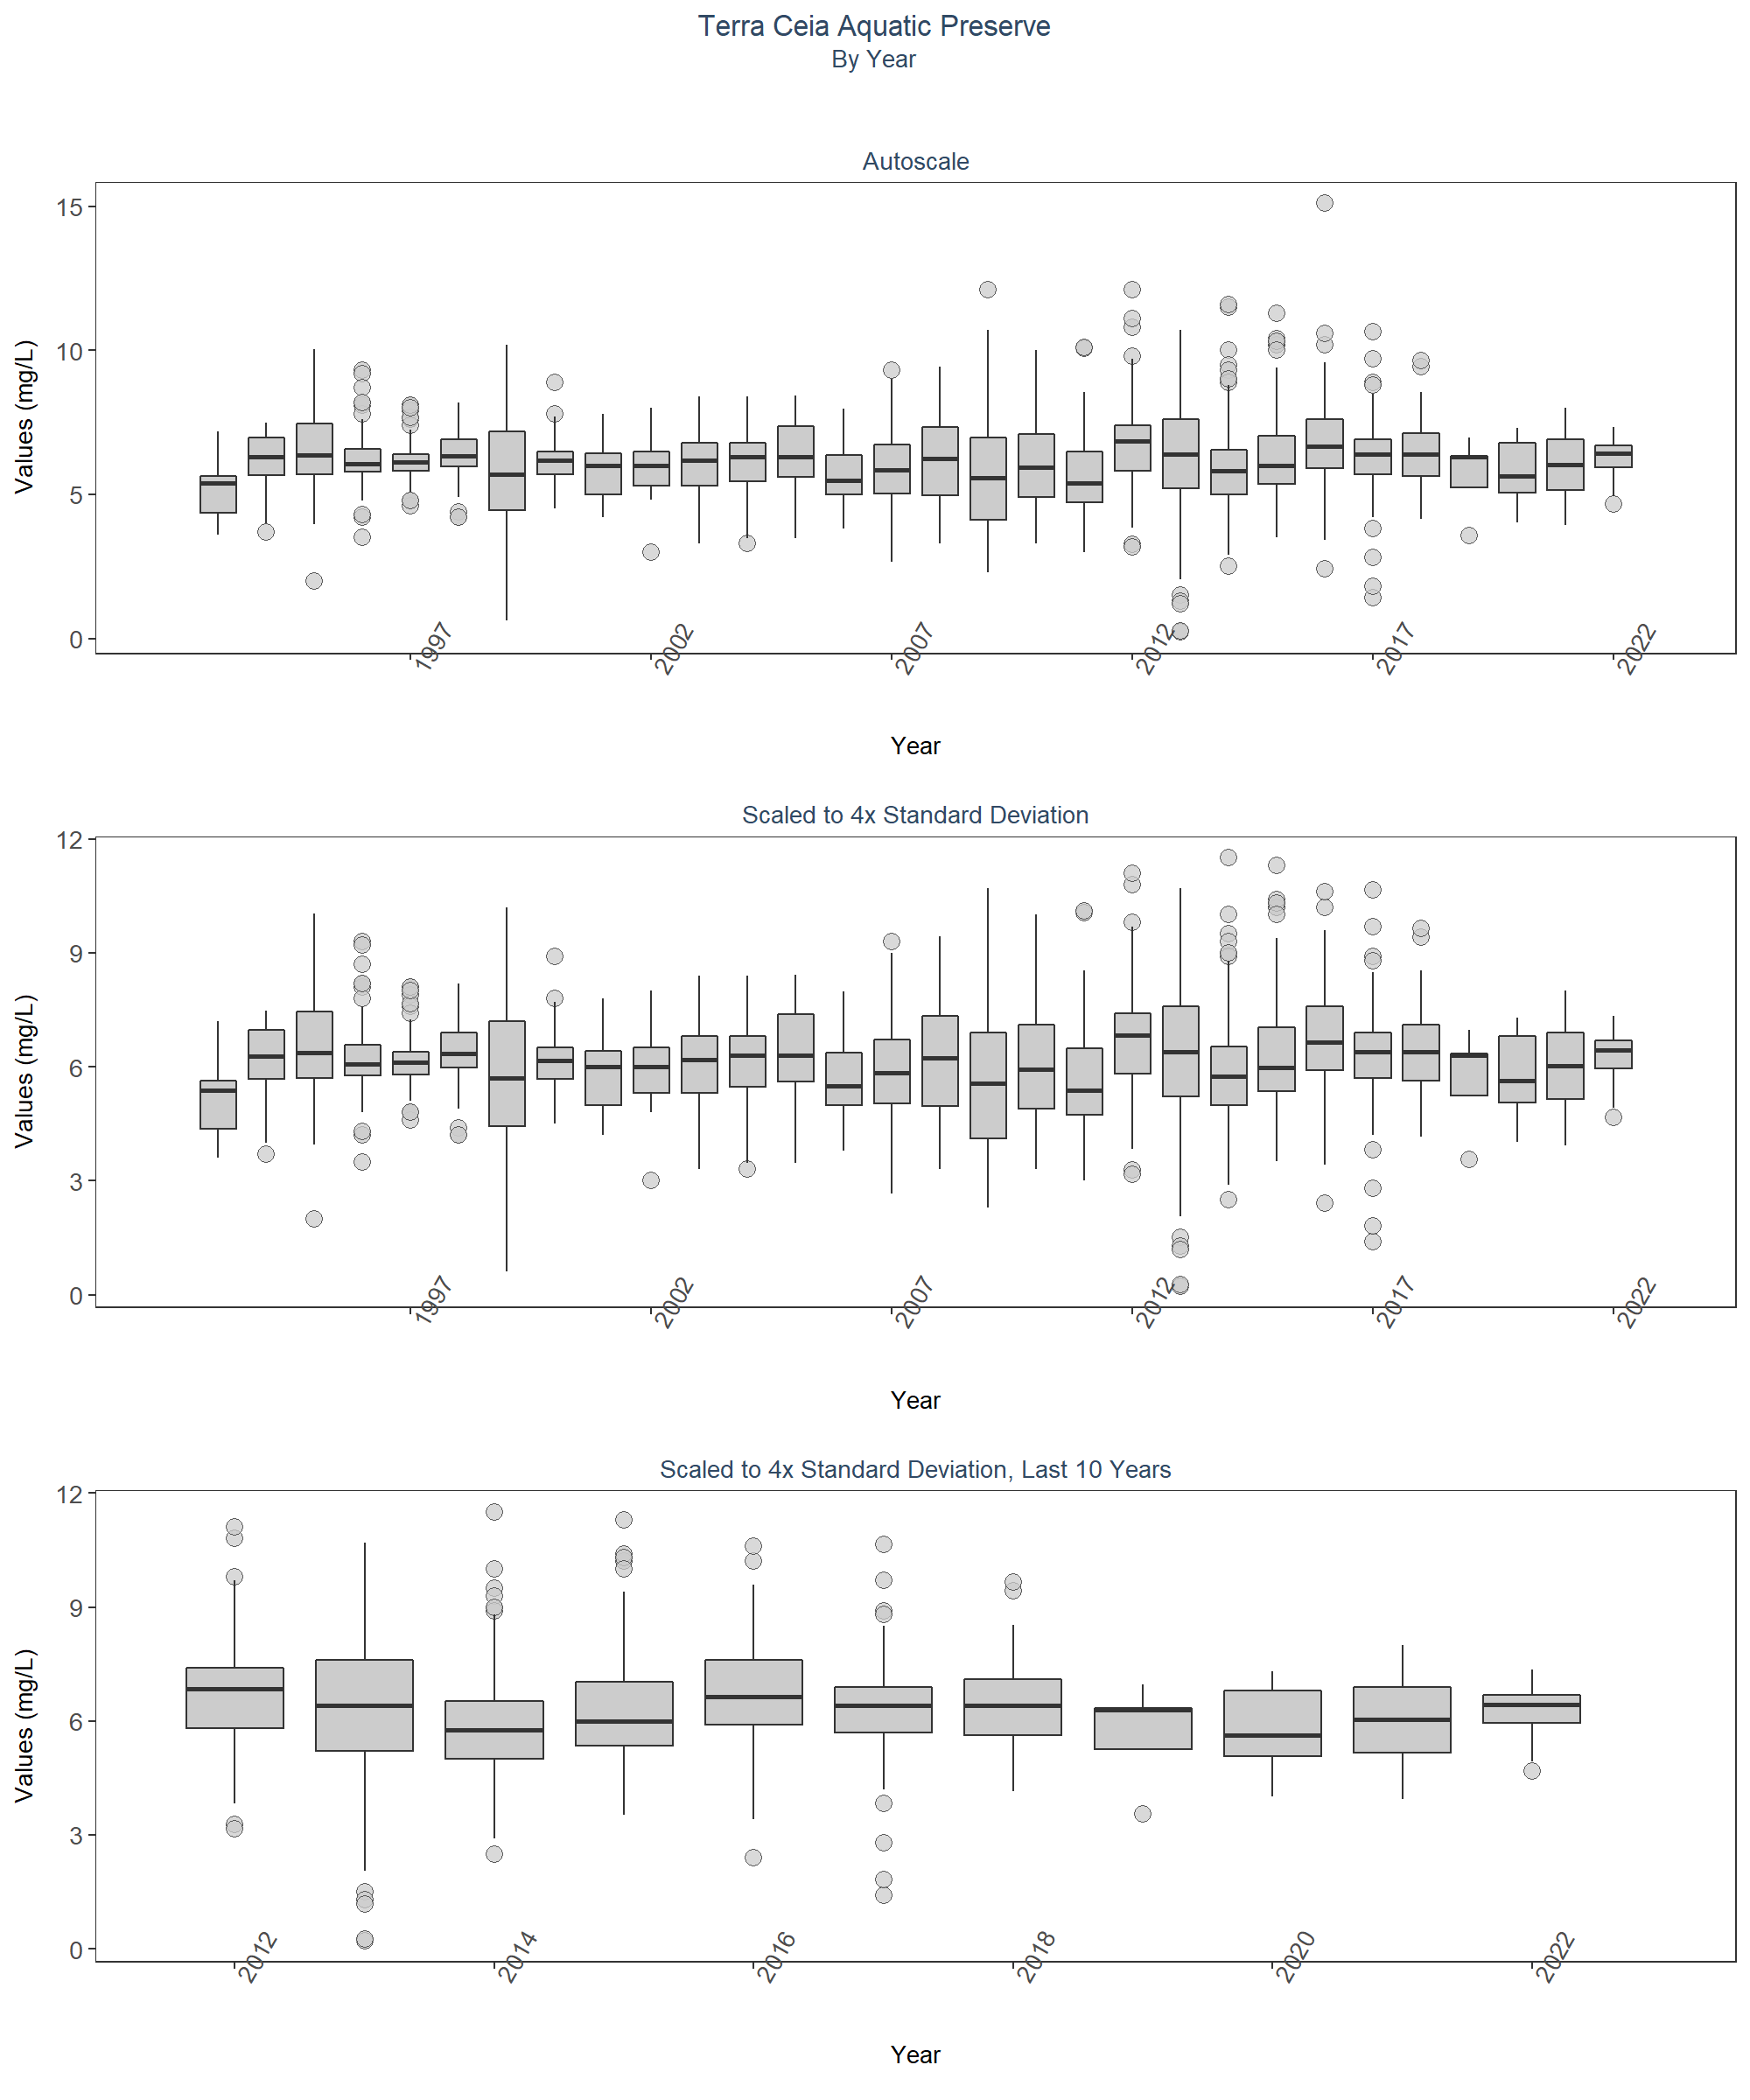 Terra Ceia Aquatic Preserve
By Year
Autoscale
Values (mg/L)
15
10
5
0
1997
2002
2007
2012
2017
2022
Year
Scaled to 4x Standard Deviation
Values (mg/L)
12
9
6
3
0
1997
2002
2007
2012
2017
2022
Year
Scaled to 4x Standard Deviation, Last 10 Years
Values (mg/L)
12
9
6
3
0
2012
2014
2016
2018
2020
2022
Year